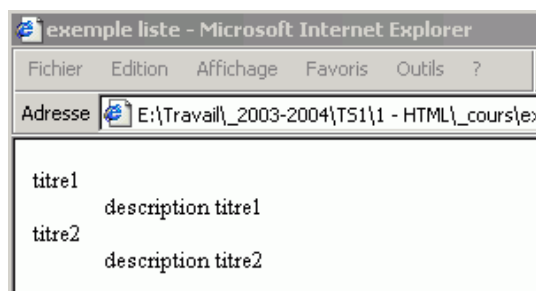 exemple liste - Microsoft Internet Explorer
Fichier Edition Affichage Favoris Outils ?
Adresse E:\Travail\_2003-2004\TS1\1 - HTML\_cours\ex
titre1
description titre1
titre2
description titre2